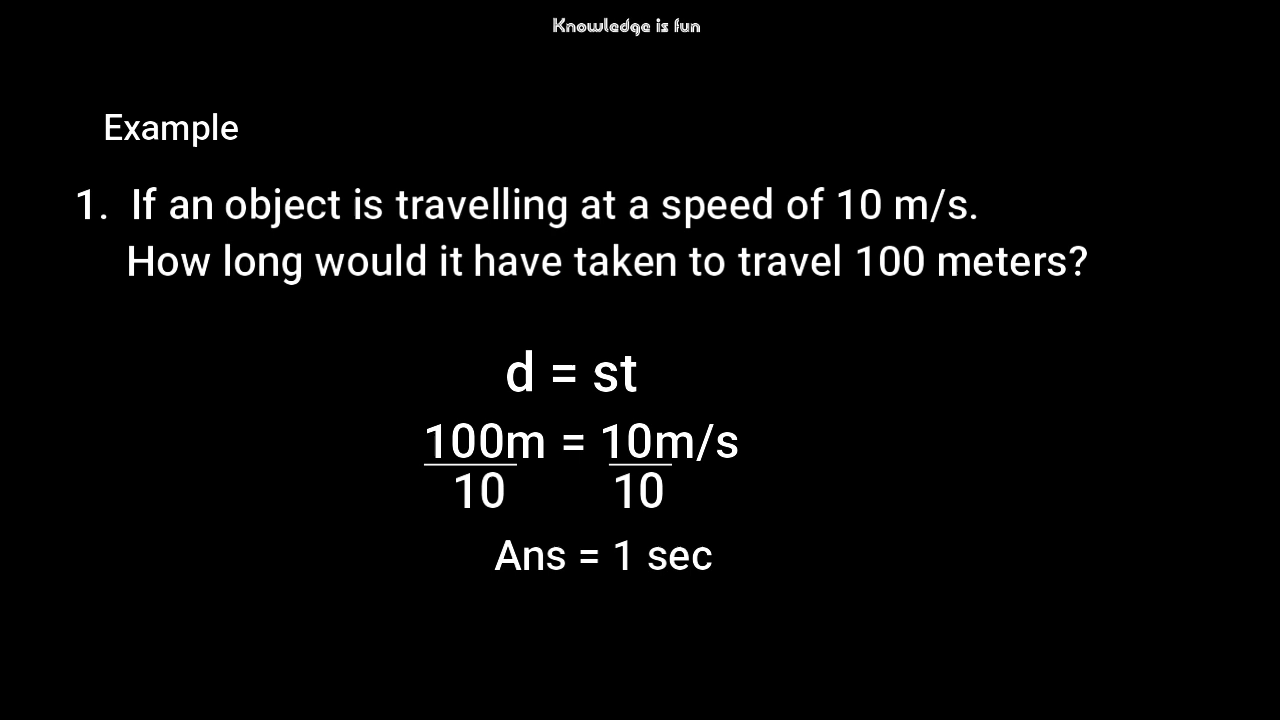 Knowledge is fun
Example
1. If an object is travelling at a speed of 10 m/s.
How long would it have taken to travel 100 meters?
d = st
100m = 10m/s
10 10
Ans = 1 sec